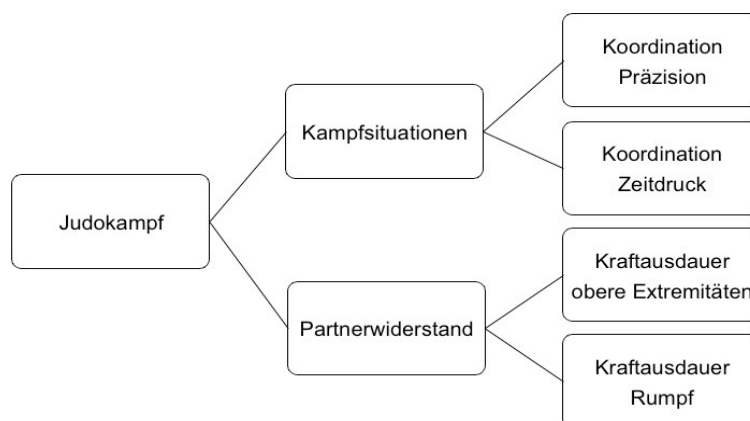 Judokampf
Kampfsituationen
Partnerwiderstand
Koordination
Präzision
Koordination
Zeitdruck
Kraftausdauer
obere Extremitäten
Kraftausdauer
Rumpf